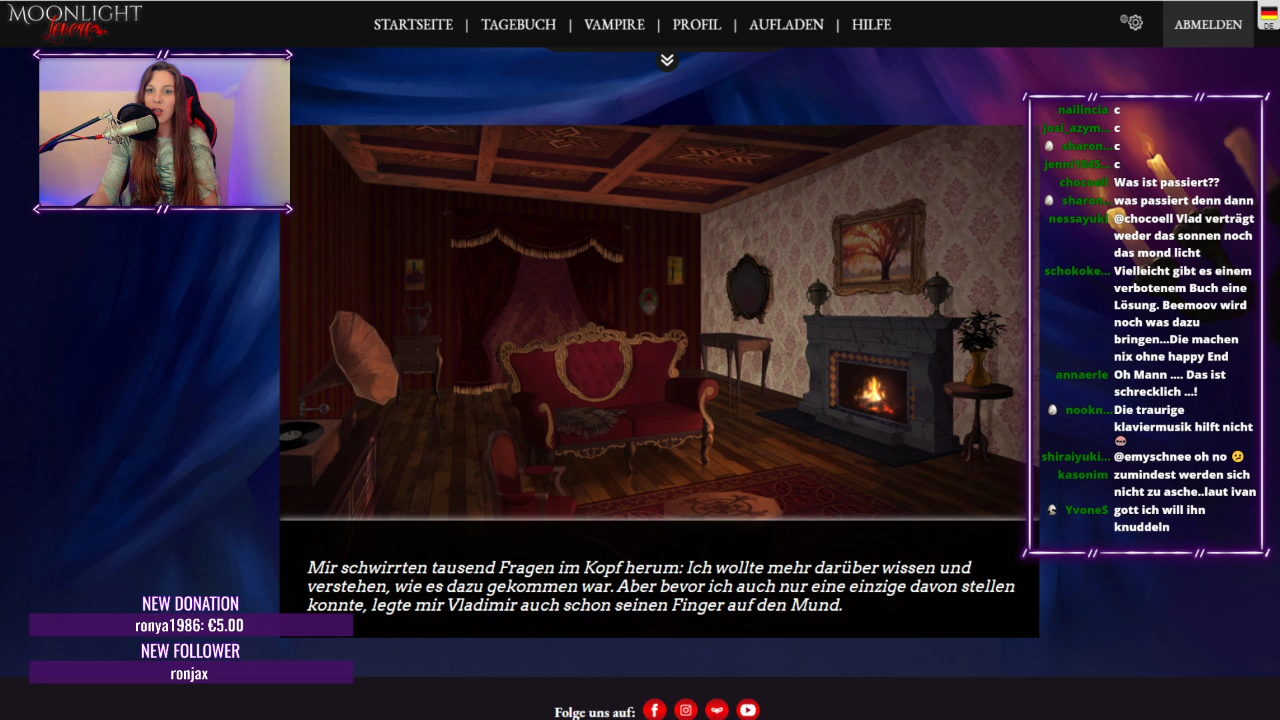 MOONLIGHT
Lovers
STARTSEITE | TAGEBUCH | VAMPIRE | PROFIL | AUFLADEN | HILFE
ABMELDEN
DE
nailincia c
josi_azym... c
sharon... c
jenni1845... c
chocoell Was ist passiert??
sharon... was passiert denn dann
nessayuki @chocoell Vlad verträgt
weder das sonnen noch
das mond licht
schokoke... Vielleicht gibt es einem
verbotenem Buch eine
Lösung. Beemoov wird
noch was dazu
bringen...Die machen
nix ohne happy End
annaerle Oh Mann .... Das ist
schrecklich ...!
nookn... Die traurige
klaviermusik hilft nicht
shiraiyuki... @emyschnee oh no 😕
kasonim zumindest werden sich
nicht zu asche..laut ivan
YvoneS gott ich will ihn
knuddeln
Mir schwirrten tausend Fragen im Kopf herum: Ich wollte mehr darüber wissen und
verstehen, wie es dazu gekommen war. Aber bevor ich auch nur eine einzige davon stellen
konnte, legte mir Vladimir auch schon seinen Finger auf den Mund.
NEW DONATION
ronya1986: €5.00
NEW FOLLOWER
ronjax
Folge uns auf: